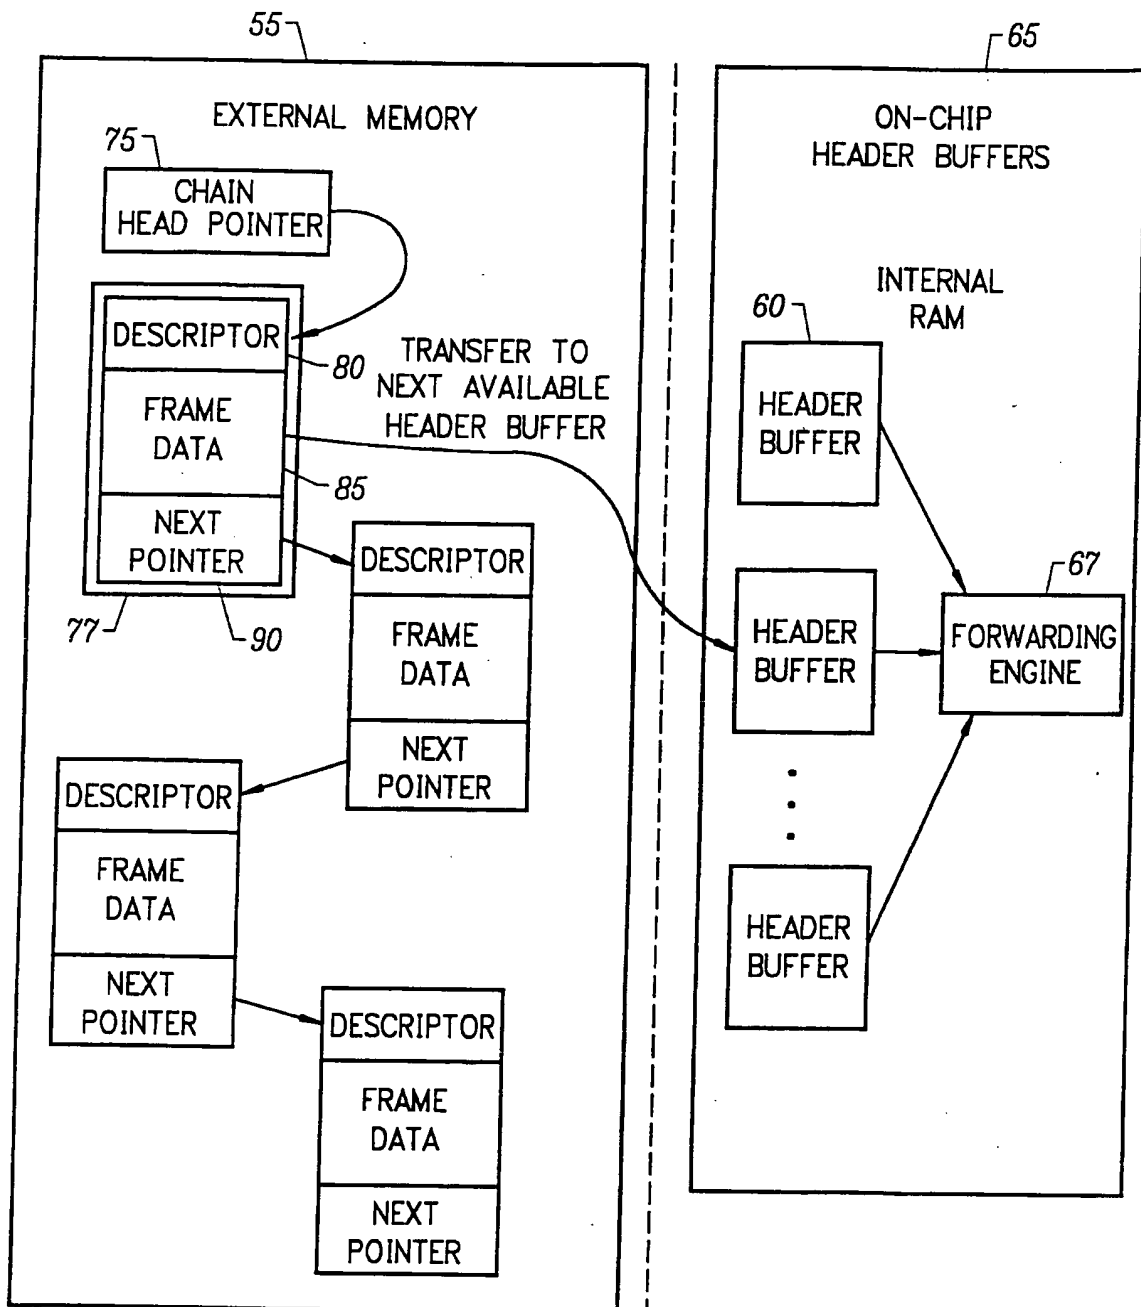 55
EXTERNAL MEMORY
75
CHAIN
HEAD POINTER
DESCRIPTOR
80
FRAME
DATA
85
NEXT
POINTER
77
90
TRANSFER TO
NEXT AVAILABLE
HEADER BUFFER
DESCRIPTOR
FRAME
DATA
NEXT
POINTER
DESCRIPTOR
FRAME
DATA
NEXT
POINTER
DESCRIPTOR
FRAME
DATA
NEXT
POINTER
65
ON-CHIP
HEADER BUFFERS
INTERNAL
RAM
60
HEADER
BUFFER
HEADER
BUFFER
67
FORWARDING
ENGINE
HEADER
BUFFER